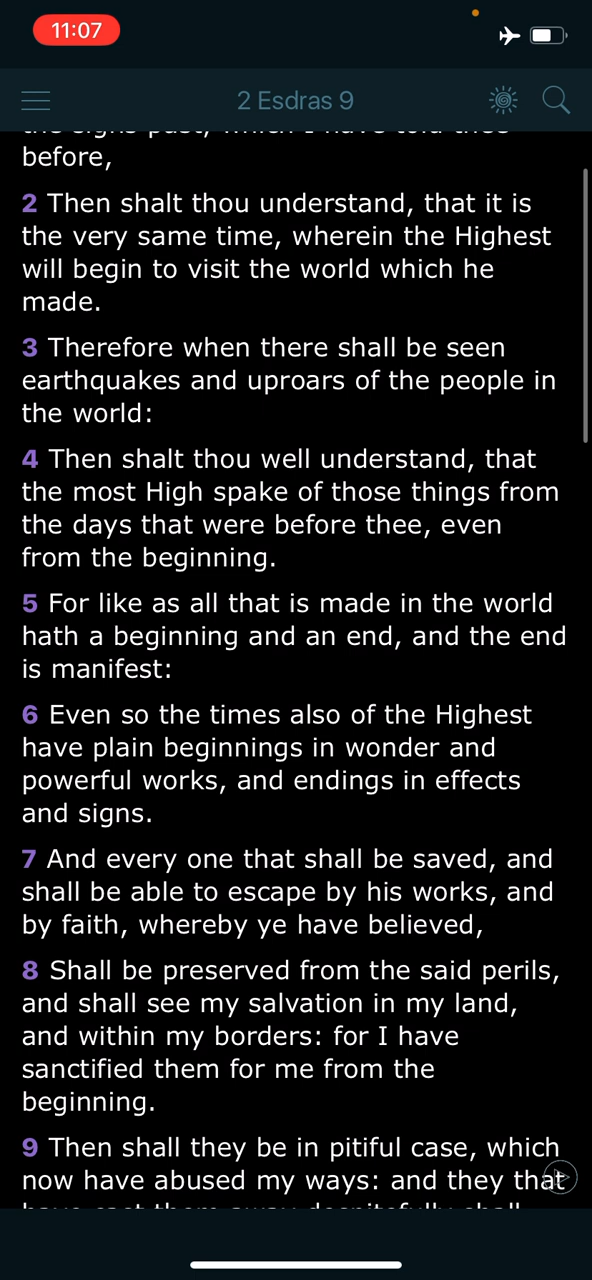 11:07
2 Esdras 9
before,
2 Then shalt thou understand, that it is
the very same time, wherein the Highest
will begin to visit the world which he
made.
3 Therefore when there shall be seen
earthquakes and uproars of the people in
the world:
4 Then shalt thou well understand, that
the most High spake of those things from
the days that were before thee, even
from the beginning.
5 For like as all that is made in the world
hath a beginning and an end, and the end
is manifest:
6 Even so the times also of the Highest
have plain beginnings in wonder and
powerful works, and endings in effects
and signs.
7 And every one that shall be saved, and
shall be able to escape by his works, and
by faith, whereby ye have believed,
8 Shall be preserved from the said perils,
and shall see my salvation in my land,
and within my borders: for I have
sanctified them for me from the
beginning.
9 Then shall they be in pitiful case, which
now have abused my ways: and they that